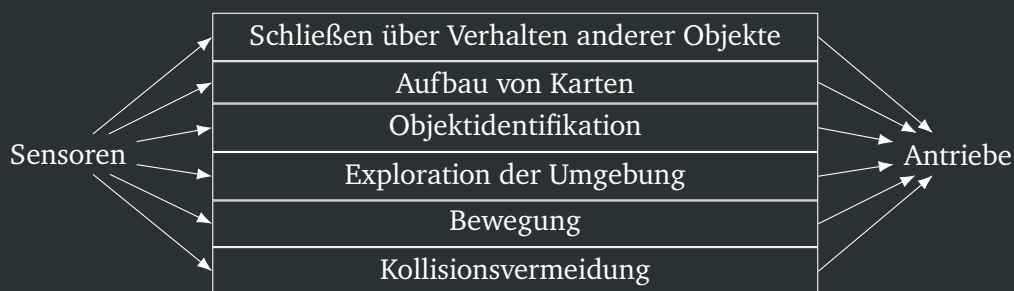 Schließen über Verhalten anderer Objekte
Aufbau von Karten
Objektidentifikation
Sensoren
Antriebe
Exploration der Umgebung
Bewegung
Kollisionsvermeidung